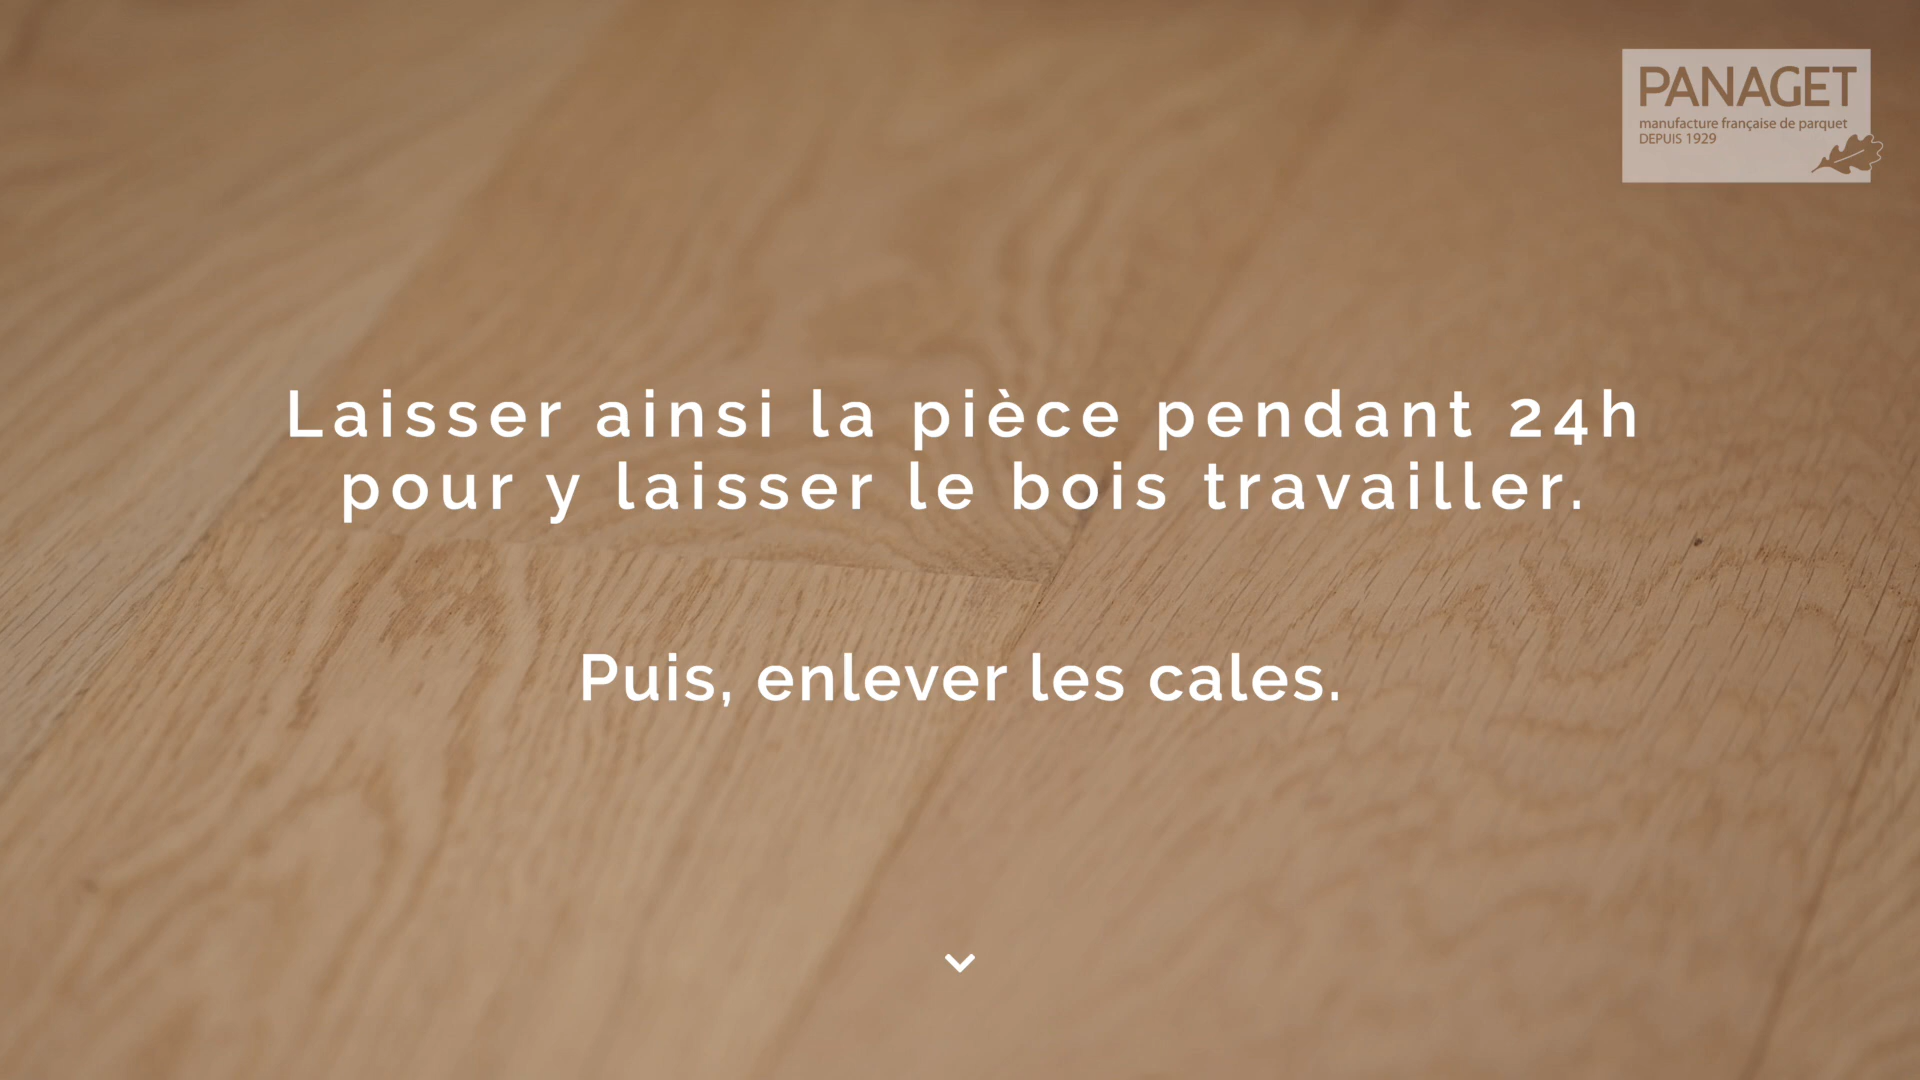 PANAGET
manufacture française de parquet
DEPUIS 1929
Laisser ainsi la pièce pendant 24h
pour y laisser le bois travailler.
Puis, enlever les cales.